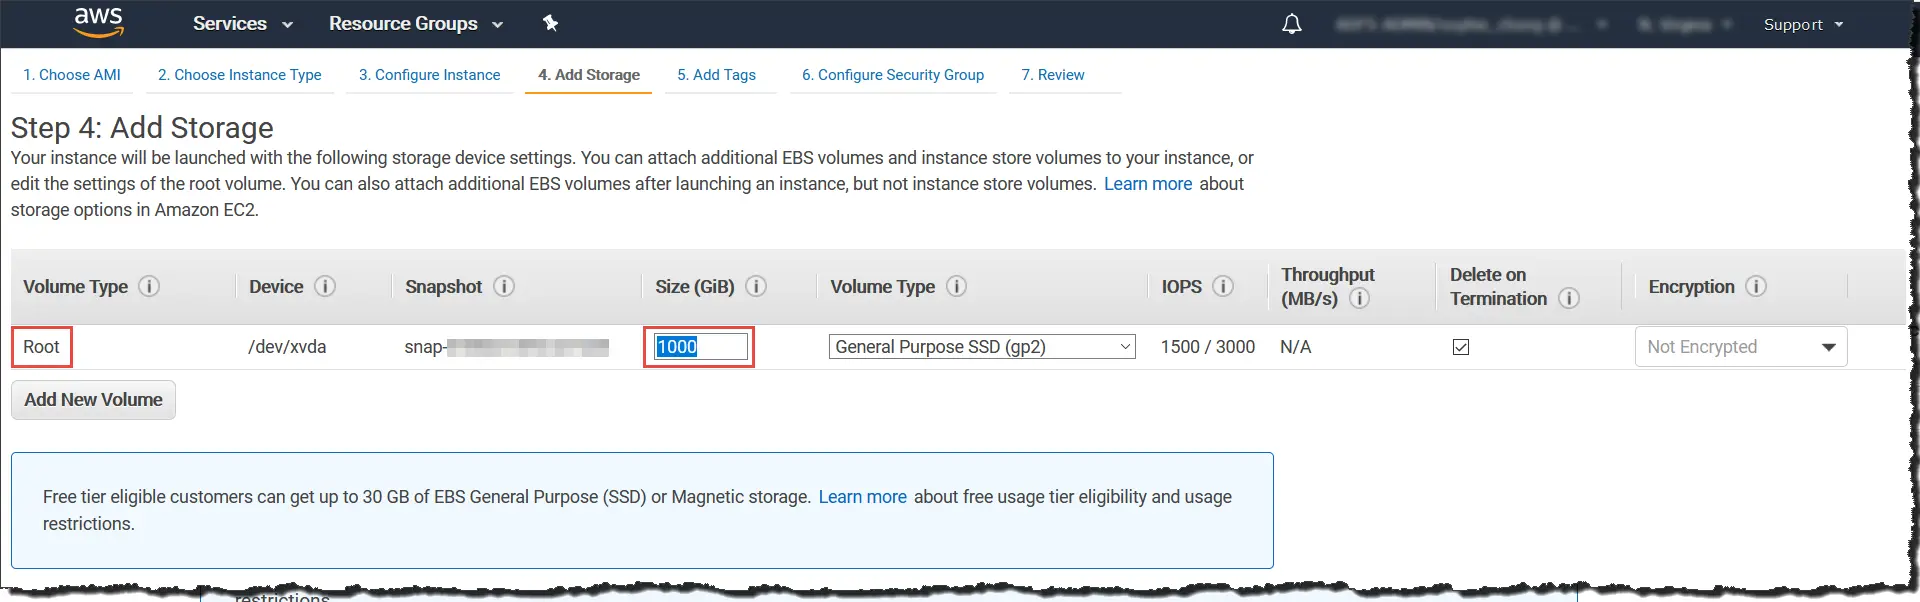 aws Services Resource Groups Support
1. Choose AMI 2. Choose Instance Type 3. Configure Instance 4. Add Storage 5. Add Tags 6. Configure Security Group 7. Review
Step 4: Add Storage
Your instance will be launched with the following storage device settings. You can attach additional EBS volumes and instance store volumes to your instance, or
edit the settings of the root volume. You can also attach additional EBS volumes after launching an instance, but not instance store volumes. Learn more about
storage options in Amazon EC2.
Volume Type i Device i Snapshot i Size (GiB) i Volume Type i IOPS i Throughput (MB/s) i Delete on Termination i Encryption i
Root /dev/xvda snap- 1000 General Purpose SSD (gp2) 1500 / 3000 N/A Not Encrypted
Add New Volume
Free tier eligible customers can get up to 30 GB of EBS General Purpose (SSD) or Magnetic storage. Learn more about free usage tier eligibility and usage
restrictions.
restrictions